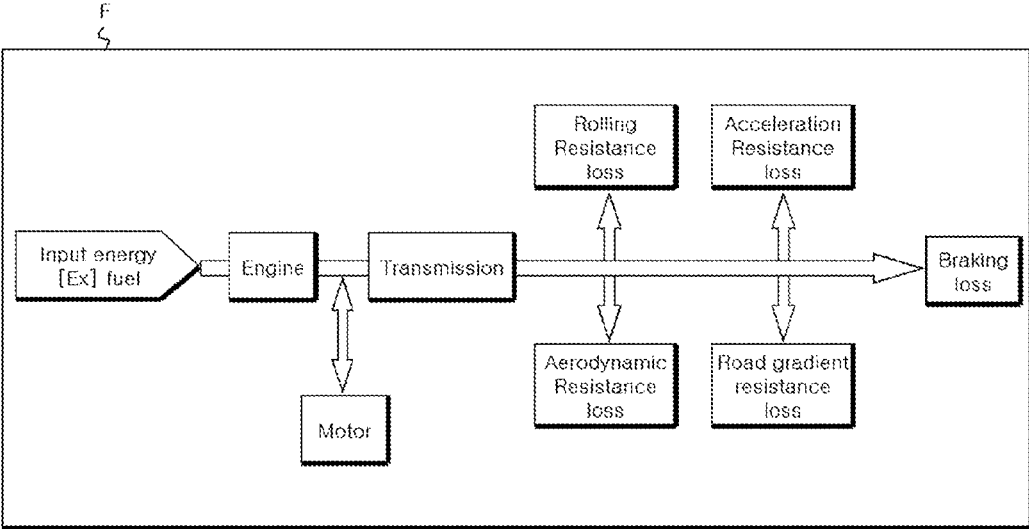 F
Input energy
[Ex] fuel
Engine
Transmission
Motor
Rolling
Resistance
loss
Acceleration
Resistance
loss
Aerodynamic
Resistance
loss
Road gradient
resistance
loss
Braking
loss